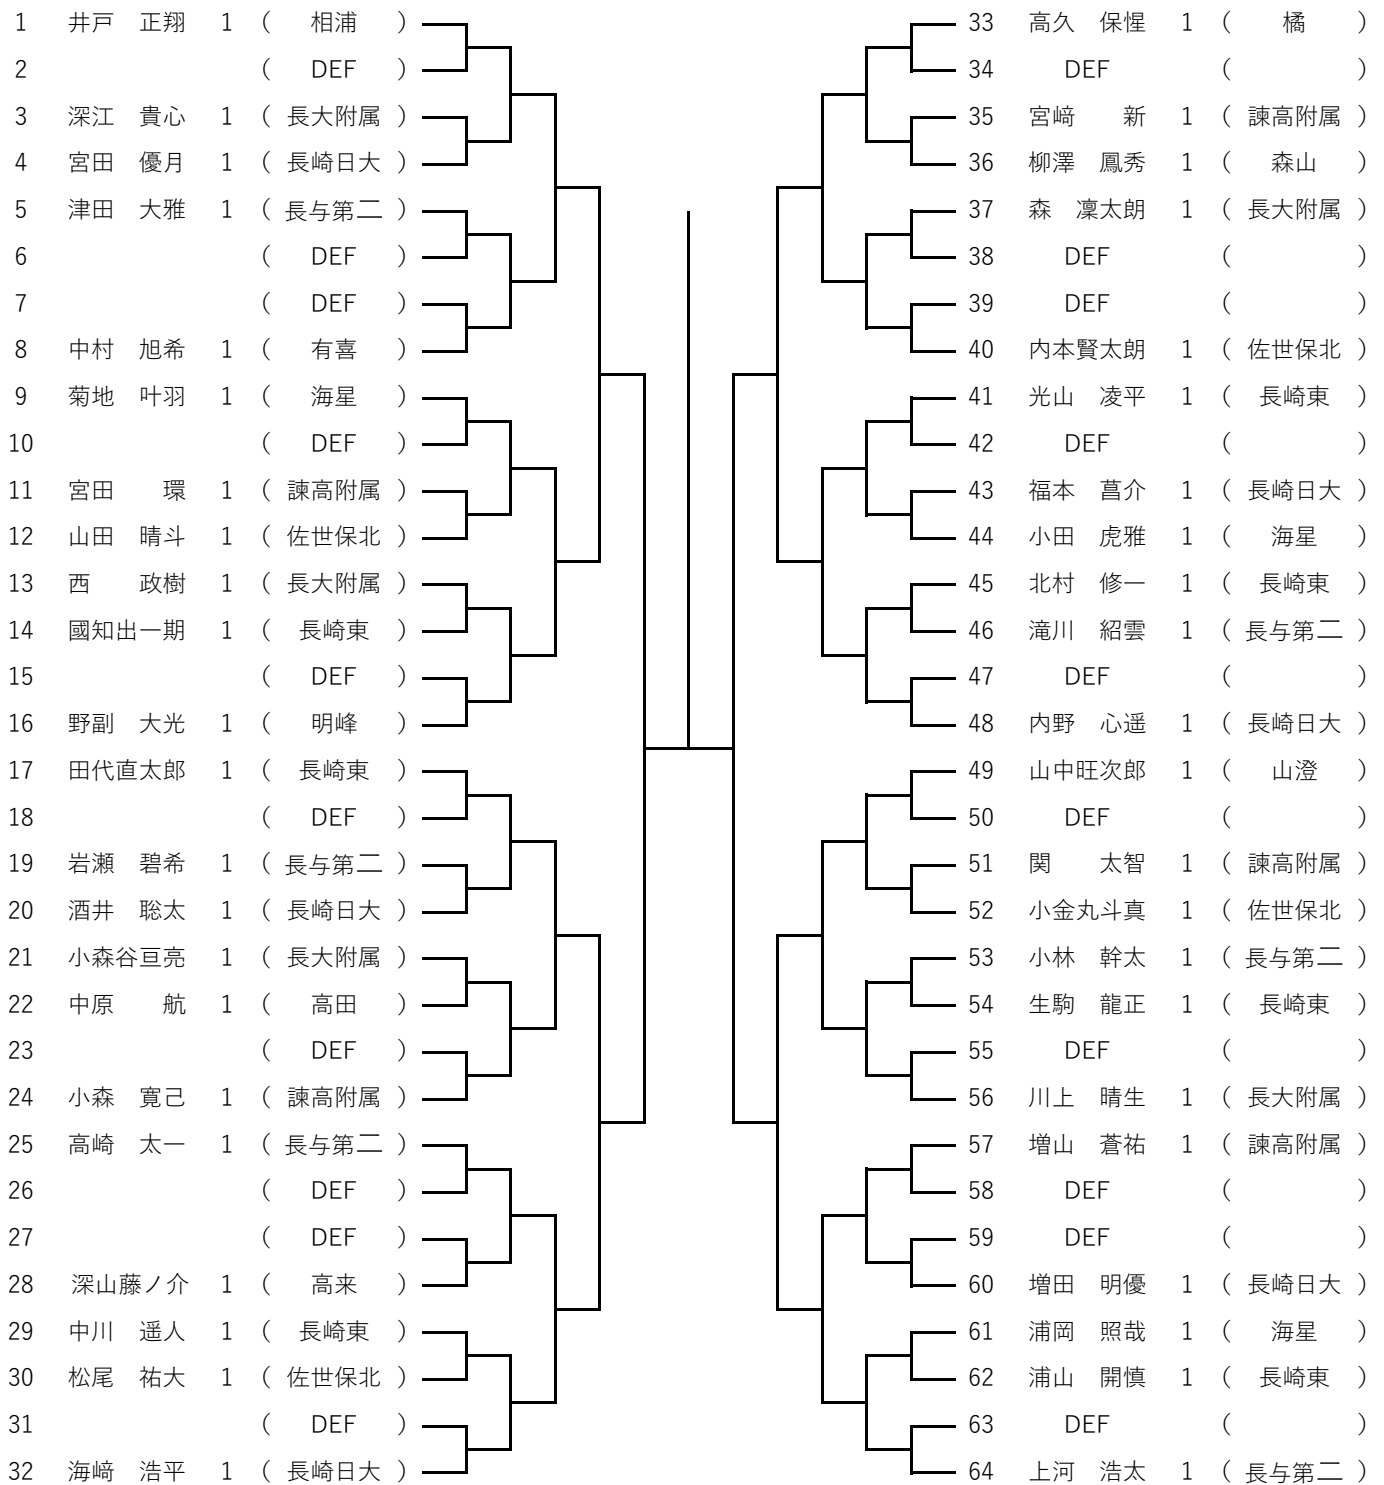 1 井戸 正翔 1 ( 相浦 )
2 ( DEF )
3 深江 貴心 1 ( 長大附属 )
4 宮田 優月 1 ( 長崎日大 )
5 津田 大雅 1 ( 長与第二 )
6 ( DEF )
7 ( DEF )
8 中村 旭希 1 ( 有喜 )
9 菊地 叶羽 1 ( 海星 )
10 ( DEF )
11 宮田 環 1 ( 諫高附属 )
12 山田 晴斗 1 ( 佐世保北 )
13 西 政樹 1 ( 長大附属 )
14 國知出一期 1 ( 長崎東 )
15 ( DEF )
16 野副 大光 1 ( 明峰 )
17 田代直太郎 1 ( 長崎東 )
18 ( DEF )
19 岩瀬 碧希 1 ( 長与第二 )
20 酒井 聡太 1 ( 長崎日大 )
21 小森谷亘亮 1 ( 長大附属 )
22 中原 航 1 ( 高田 )
23 ( DEF )
24 小森 寛己 1 ( 諫高附属 )
25 高崎 太一 1 ( 長与第二 )
26 ( DEF )
27 ( DEF )
28 深山藤ノ介 1 ( 高来 )
29 中川 遥人 1 ( 長崎東 )
30 松尾 祐大 1 ( 佐世保北 )
31 ( DEF )
32 海﨑 浩平 1 ( 長崎日大 )
33 高久 保惺 1 ( 橘 )
34 DEF ( )
35 宮﨑 新 1 ( 諫高附属 )
36 柳澤 鳳秀 1 ( 森山 )
37 森 凜太朗 1 ( 長大附属 )
38 DEF ( )
39 DEF ( )
40 内本賢太朗 1 ( 佐世保北 )
41 光山 凌平 1 ( 長崎東 )
42 DEF ( )
43 福本 菖介 1 ( 長崎日大 )
44 小田 虎雅 1 ( 海星 )
45 北村 修一 1 ( 長崎東 )
46 滝川 紹雲 1 ( 長与第二 )
47 DEF ( )
48 内野 心遥 1 ( 長崎日大 )
49 山中旺次郎 1 ( 山澄 )
50 DEF ( )
51 関 太智 1 ( 諫高附属 )
52 小金丸斗真 1 ( 佐世保北 )
53 小林 幹太 1 ( 長与第二 )
54 生駒 龍正 1 ( 長崎東 )
55 DEF ( )
56 川上 晴生 1 ( 長大附属 )
57 増山 蒼祐 1 ( 諫高附属 )
58 DEF ( )
59 DEF ( )
60 増田 明優 1 ( 長崎日大 )
61 浦岡 照哉 1 ( 海星 )
62 浦山 開慎 1 ( 長崎東 )
63 DEF ( )
64 上河 浩太 1 ( 長与第二 )